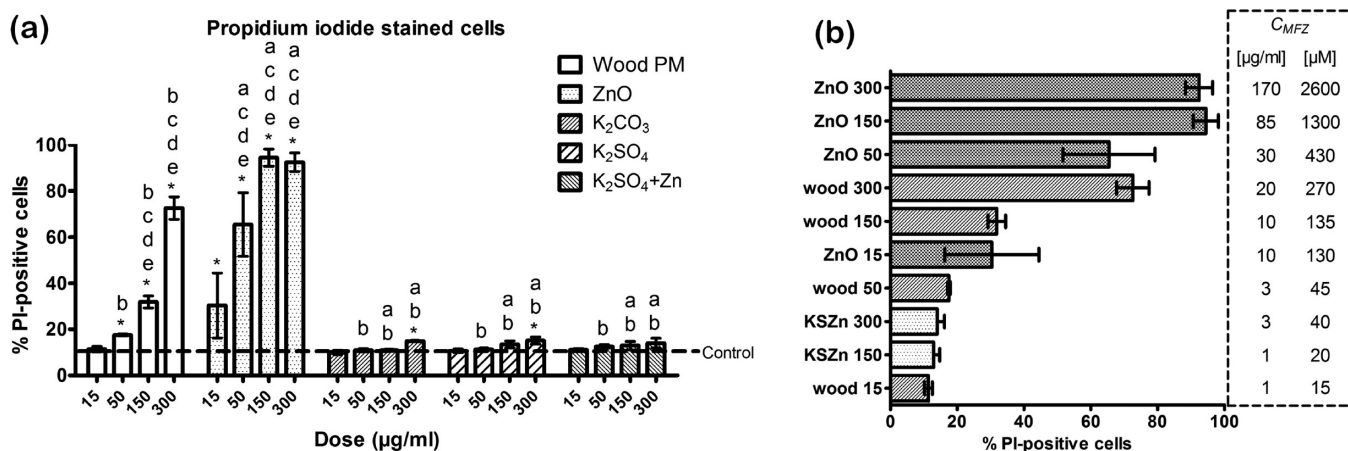 (a)
Propidium iodide stained cells
Wood PM
ZnO
K₂CO₃
K₂SO₄
K₂SO₄+Zn
b
*
b
c
d
e
*
b
c
d
e
*
*
a
c
d
e
*
a
c
d
e
*
a
c
d
e
*
b
a
b
a
b
*
b
a
b
a
b
*
b
a
b
a
b
% PI-positive cells
100
80
60
40
20
0
Control
15 50 150 300 15 50 150 300 15 50 150 300 15 50 150 300 15 50 150 300
Dose (µg/ml)
(b)
C_MFZ
[µg/ml] [µM]
ZnO 300 170 2600
ZnO 150 85 1300
ZnO 50 30 430
wood 300 20 270
wood 150 10 135
ZnO 15 10 130
wood 50 3 45
KSZn 300 3 40
KSZn 150 1 20
wood 15 1 15
0 20 40 60 80 100
% PI-positive cells